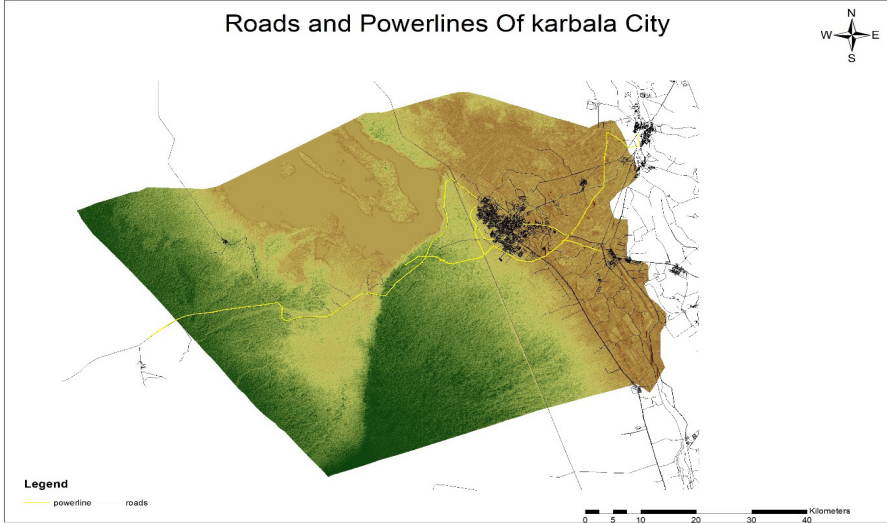 Roads and Powerlines Of karbala City
N
W E
S
Legend
powerline roads
Kilometers
0 5 10 20 30 40